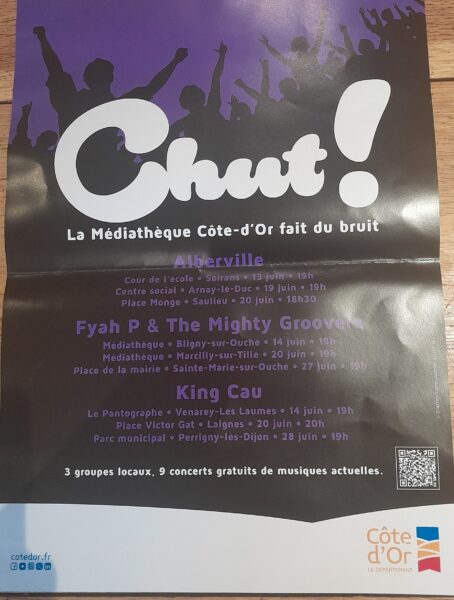 Chut!
La Médiathèque Côte-d'Or fait du bruit
Alberville
Cour de l'école • Soirans • 13 juin • 19h
Centre social • Arnay-le-Duc • 19 juin • 19h
Place Monge • Saulieu • 20 juin • 18h30
Fyah P & The Mighty Groovers
Médiathèque • Bligny-sur-Ouche • 14 juin • 19h
Médiathèque • Marcilly-sur-Tille • 20 juin • 19h
Place de la mairie • Sainte-Marie-sur-Ouche • 27 juin • 19h
King Cau
Le Pantographe • Venarey-Les Laumes • 14 juin • 19h
Place Victor Gat • Laignes • 20 juin • 20h
Parc municipal • Perrigny-lès-Dijon • 28 juin • 19h
3 groupes locaux, 9 concerts gratuits de musiques actuelles.
cotedor.fr
Côte
d'Or
LE DÉPARTEMENT